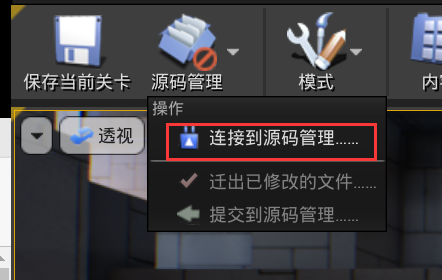 保存当前关卡
源码管理
模式
内
透视
操作
连接到源码管理......
迁出已修改的文件......
提交到源码管理......